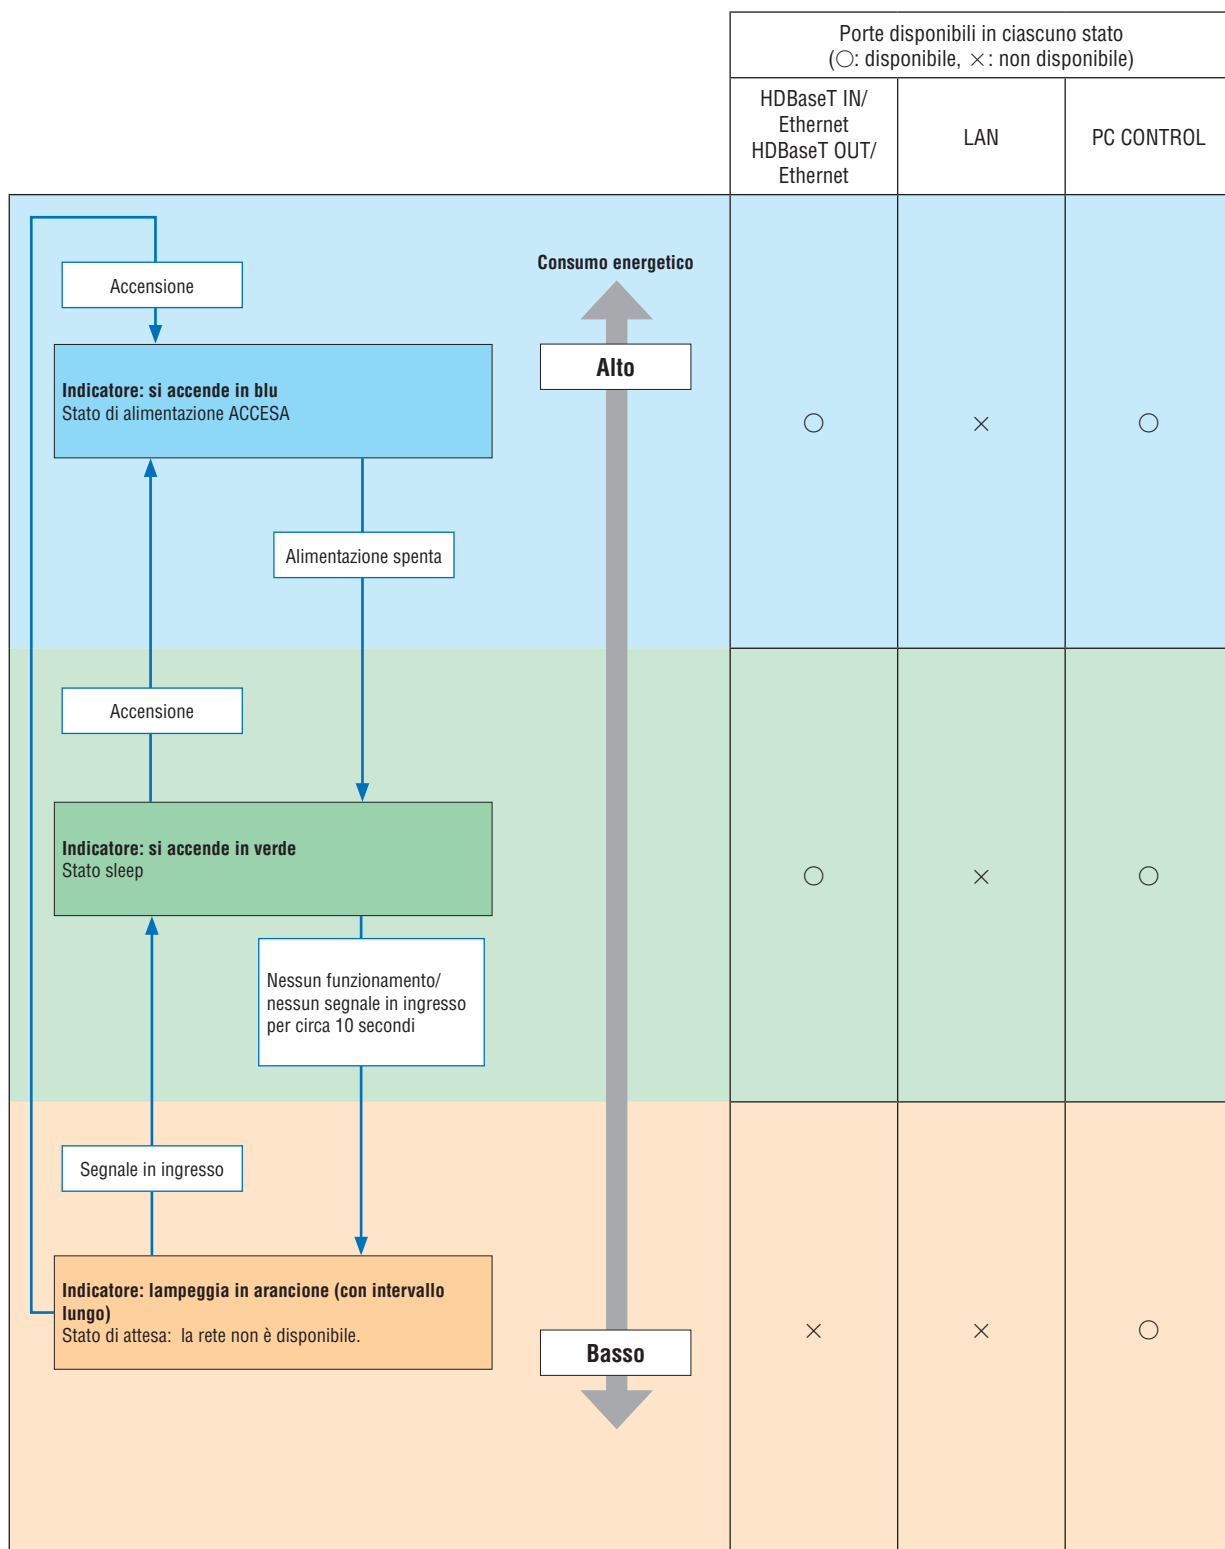 Porte disponibili in ciascuno stato
(○: disponibile, ×: non disponibile)
HDBaseT IN/
Ethernet
HDBaseT OUT/
Ethernet
LAN
PC CONTROL
Consumo energetico
Accensione
Alto
Indicatore: si accende in blu
Stato di alimentazione ACCESA
○ × ○
Alimentazione spenta
Accensione
Indicatore: si accende in verde
Stato sleep
○ × ○
Nessun funzionamento/
nessun segnale in ingresso
per circa 10 secondi
Segnale in ingresso
Indicatore: lampeggia in arancione (con intervallo
lungo)
Stato di attesa: la rete non è disponibile.
× × ○
Basso